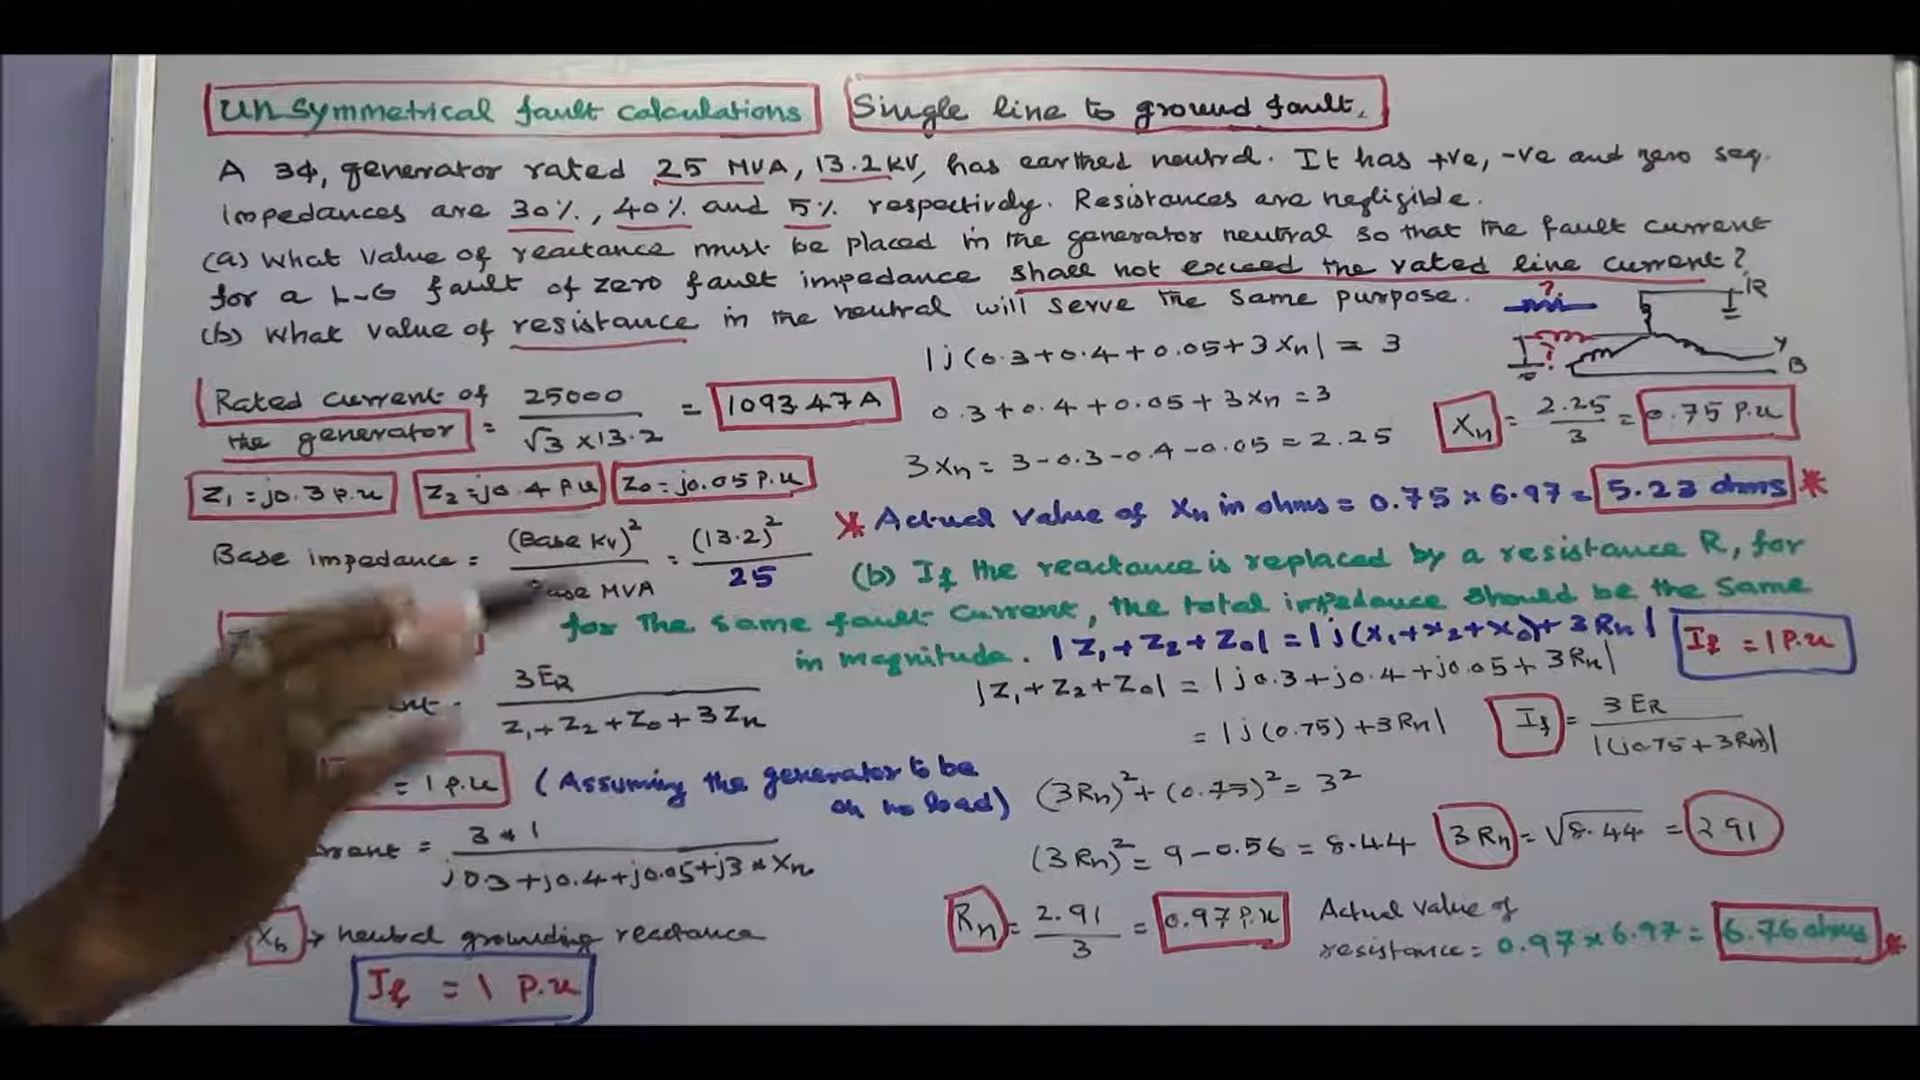 Unsymmetrical fault calculations
Single line to ground fault.
A 3ϕ, generator rated 25 MVA, 13.2 KV, has earthed neutral. It has +ve, -ve and zero seq.
impedances are 30%, 40% and 5% respectively. Resistances are negligible.
(a) What value of reactance must be placed in the generator neutral so that the fault current
for a L-G fault of zero fault impedance shall not exceed the rated line current?
(b) What value of resistance in the neutral will serve the same purpose.
? R
? Y
B
Rated current of the generator = 25000 / √3 × 13.2 = 1093.47 A
Z1 = j0.3 p.u Z2 = j0.4 p.u Z0 = j0.05 p.u
Base impedance = (Base KV)² / Base MVA = (13.2)² / 25
3ER / Z1 + Z2 + Z0 + 3Zn
= 1 p.u (Assuming the generator to be
on no load)
= 3 * 1 / j0.3 + j0.4 + j0.05 + j3 * Xn
→ neutral grounding reactance
If = 1 p.u
|j(0.3 + 0.4 + 0.05 + 3Xn| = 3
0.3 + 0.4 + 0.05 + 3Xn = 3
3Xn = 3 - 0.3 - 0.4 - 0.05 = 2.25
Xn = 2.25 / 3 = 0.75 p.u
* Actual value of Xn in ohms = 0.75 × 6.97 = 5.23 ohms *
(b) If the reactance is replaced by a resistance R, for
for the same fault current, the total impedance should be the same
in magnitude. |Z1 + Z2 + Z0| = |j(X1 + X2 + X0) + 3Rn|
If = 1 p.u
|Z1 + Z2 + Z0| = |j0.3 + j0.4 + j0.05 + 3Rn|
= |j(0.75) + 3Rn|
If = 3ER / |(j0.75 + 3Rn)|
(3Rn)² + (0.75)² = 3²
(3Rn)² = 9 - 0.56 = 8.44
3Rn = √8.44 = 2.91
Rn = 2.91 / 3 = 0.97 p.u
Actual value of
resistance = 0.97 × 6.97 = 6.76 ohms *